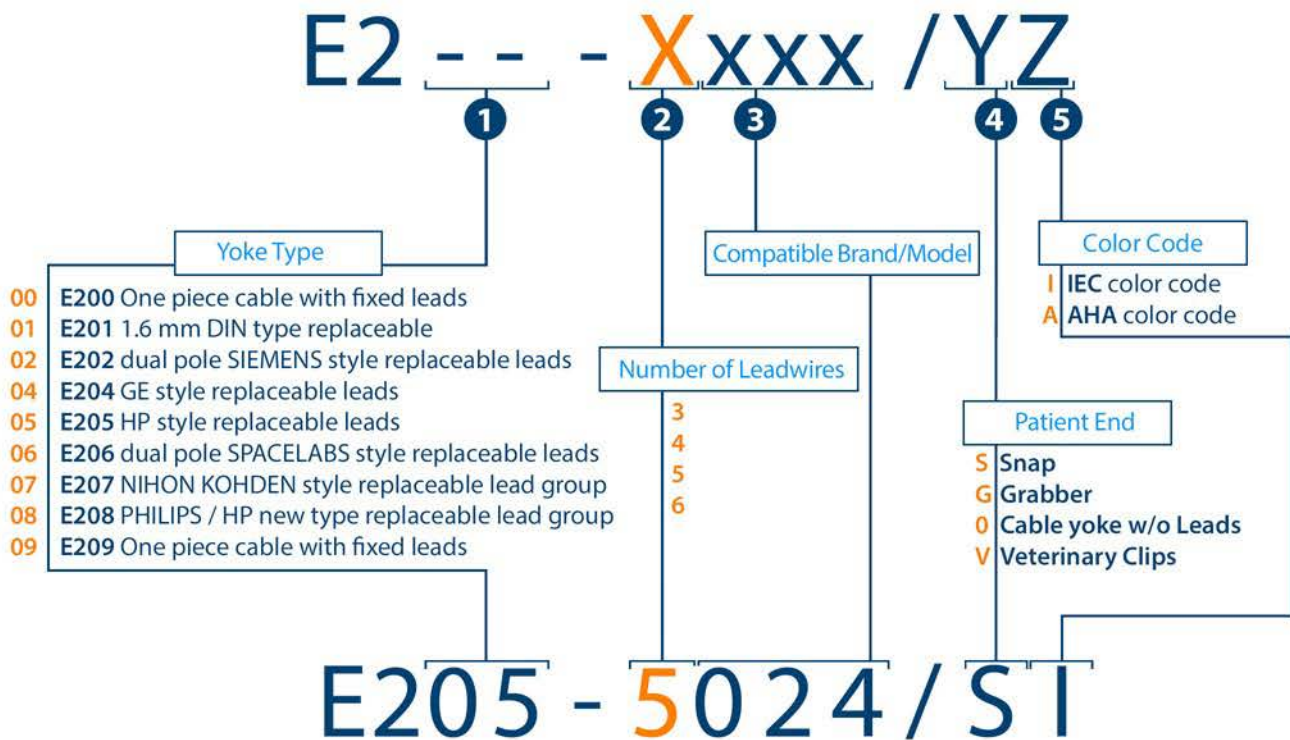 E2 - - - X x x x / Y Z
1 2 3 4 5
Yoke Type
00 E200 One piece cable with fixed leads
01 E201 1.6 mm DIN type replaceable
02 E202 dual pole SIEMENS style replaceable leads
04 E204 GE style replaceable leads
05 E205 HP style replaceable leads
06 E206 dual pole SPACELABS style replaceable leads
07 E207 NIHON KOHDEN style replaceable lead group
08 E208 PHILIPS / HP new type replaceable lead group
09 E209 One piece cable with fixed leads
Number of Leadwires
3
4
5
6
Compatible Brand/Model
Patient End
S Snap
G Grabber
0 Cable yoke w/o Leads
V Veterinary Clips
Color Code
I IEC color code
A AHA color code
E205 - 5024 / S I